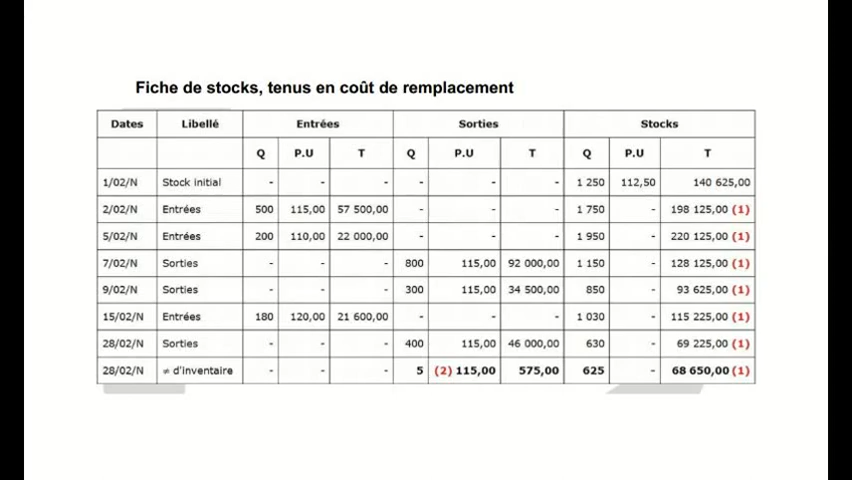 Fiche de stocks, tenus en coût de remplacement
Dates Libellé Entrées Sorties Stocks
Q P.U T Q P.U T Q P.U T
1/02/N Stock initial - - - - - - 1 250 112,50 140 625,00
2/02/N Entrées 500 115,00 57 500,00 - - - 1 750 - 198 125,00 (1)
5/02/N Entrées 200 110,00 22 000,00 - - - 1 950 - 220 125,00 (1)
7/02/N Sorties - - - 800 115,00 92 000,00 1 150 - 128 125,00 (1)
9/02/N Sorties - - - 300 115,00 34 500,00 850 - 93 625,00 (1)
15/02/N Entrées 180 120,00 21 600,00 - - - 1 030 - 115 225,00 (1)
28/02/N Sorties - - - 400 115,00 46 000,00 630 - 69 225,00 (1)
28/02/N ≠ d'inventaire - - - 5 (2) 115,00 575,00 625 - 68 650,00 (1)